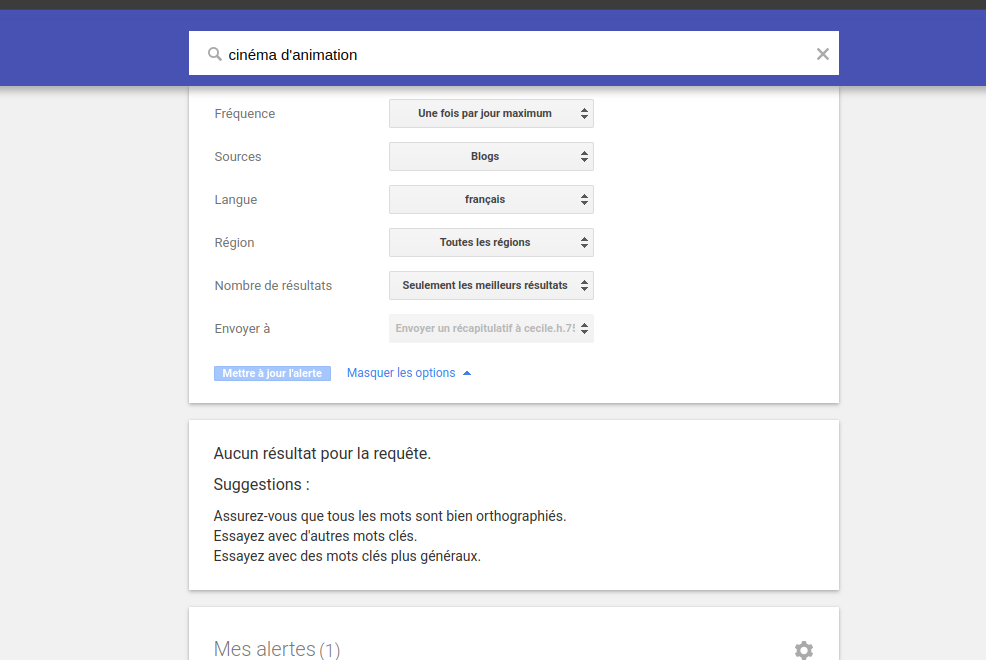 cinéma d'animation
Fréquence Une fois par jour maximum
Sources Blogs
Langue français
Région Toutes les régions
Nombre de résultats Seulement les meilleurs résultats
Envoyer à Envoyer un récapitulatif à cecile.h.75
Mettre à jour l'alerte Masquer les options
Aucun résultat pour la requête.
Suggestions :
Assurez-vous que tous les mots sont bien orthographiés.
Essayez avec d'autres mots clés.
Essayez avec des mots clés plus généraux.
Mes alertes (1)